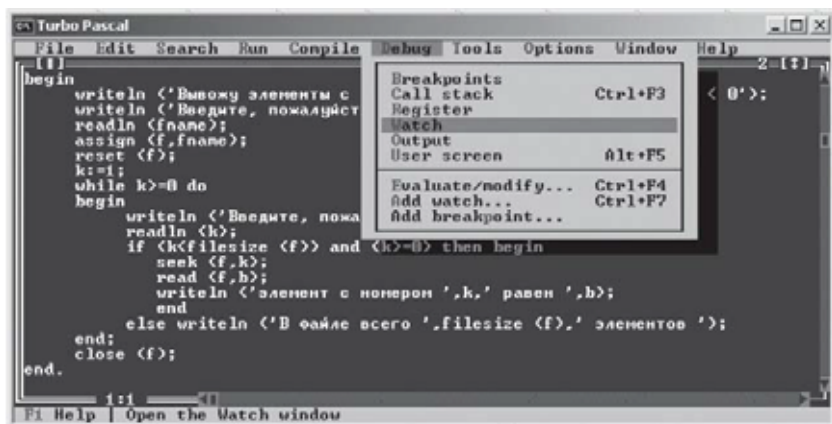 Turbo Pascal
File Edit Search Run Compile Debug Tools Options Window Help
2
begin
writeln ('Вывожу элементы с < 0');
writeln ('Введите, пожалуйст
readln (fname);
assign (f,fname);
reset (f);
k:=1;
while k>=0 do
begin
writeln ('Введите, пожа
readln (k);
if (k<filesize (f)) and (k>=0) then begin
seek (f,k);
read (f,b);
writeln ('элемент с номером ',k,' равен ',b);
end
else writeln ('В файле всего ',filesize (f),' элементов ');
end;
close (f);
end.
Breakpoints
Call stack Ctrl+F3
Register
Watch
Output
User screen Alt+F5
Evaluate/modify... Ctrl+F4
Add watch... Ctrl+F7
Add breakpoint...
1:1
F1 Help | Open the Watch window